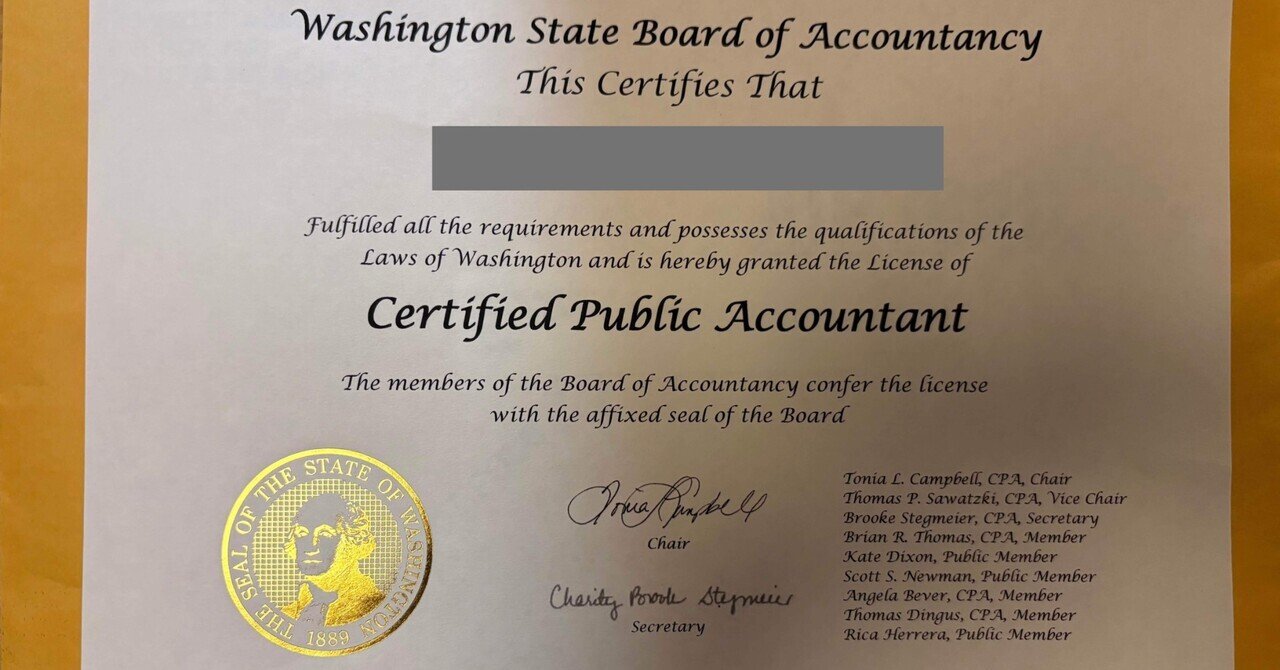 Washington State Board of Accountancy
This Certifies That
Fulfilled all the requirements and possesses the qualifications of the
Laws of Washington and is hereby granted the License of
Certified Public Accountant
The members of the Board of Accountancy confer the license
with the affixed seal of the Board
THE SEAL OF THE STATE OF WASHINGTON
1889
Tonia L Campbell
Chair
Charity Brooke Stegmeier
Secretary
Tonia L. Campbell, CPA, Chair
Thomas P. Sawatzki, CPA, Vice Chair
Brooke Stegmeier, CPA, Secretary
Brian R. Thomas, CPA, Member
Kate Dixon, Public Member
Scott S. Newman, Public Member
Angela Bever, CPA, Member
Thomas Dingus, CPA, Member
Rica Herrera, Public Member